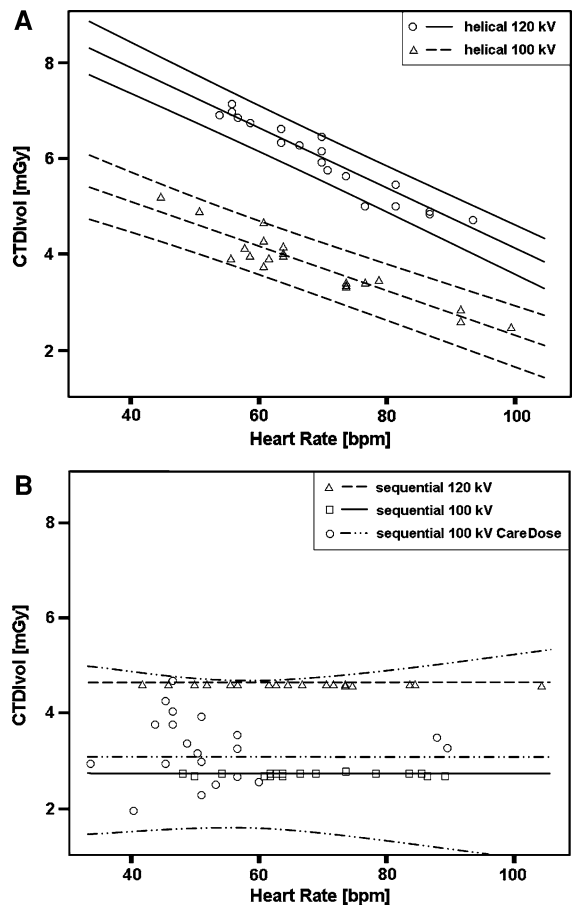 A
helical 120 kV
helical 100 kV
8
6
4
2
CTDIvol [mGy]
40 60 80 100
Heart Rate [bpm]
B
sequential 120 kV
sequential 100 kV
sequential 100 kV CareDose
8
6
4
2
CTDIvol [mGy]
40 60 80 100
Heart Rate [bpm]